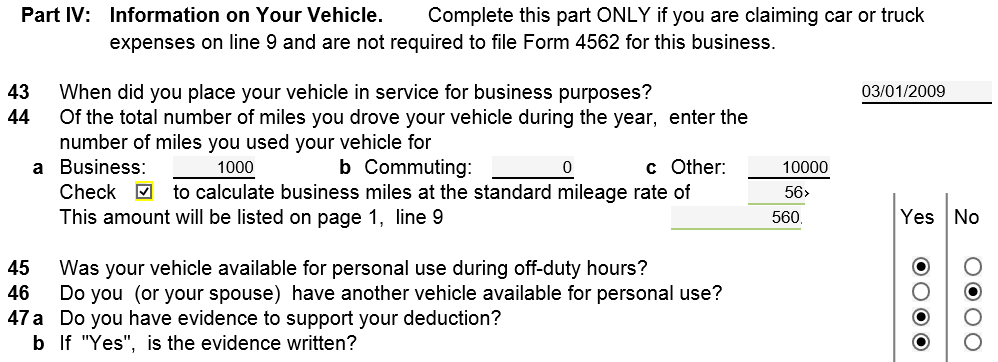 Part IV: Information on Your Vehicle. Complete this part ONLY if you are claiming car or truck
expenses on line 9 and are not required to file Form 4562 for this business.
43 When did you place your vehicle in service for business purposes? 03/01/2009
44 Of the total number of miles you drove your vehicle during the year, enter the
number of miles you used your vehicle for
a Business: 1000 b Commuting: 0 c Other: 10000
Check to calculate business miles at the standard mileage rate of 56›
This amount will be listed on page 1, line 9 560. Yes No
45 Was your vehicle available for personal use during off-duty hours?
46 Do you (or your spouse) have another vehicle available for personal use?
47 a Do you have evidence to support your deduction?
b If "Yes", is the evidence written?